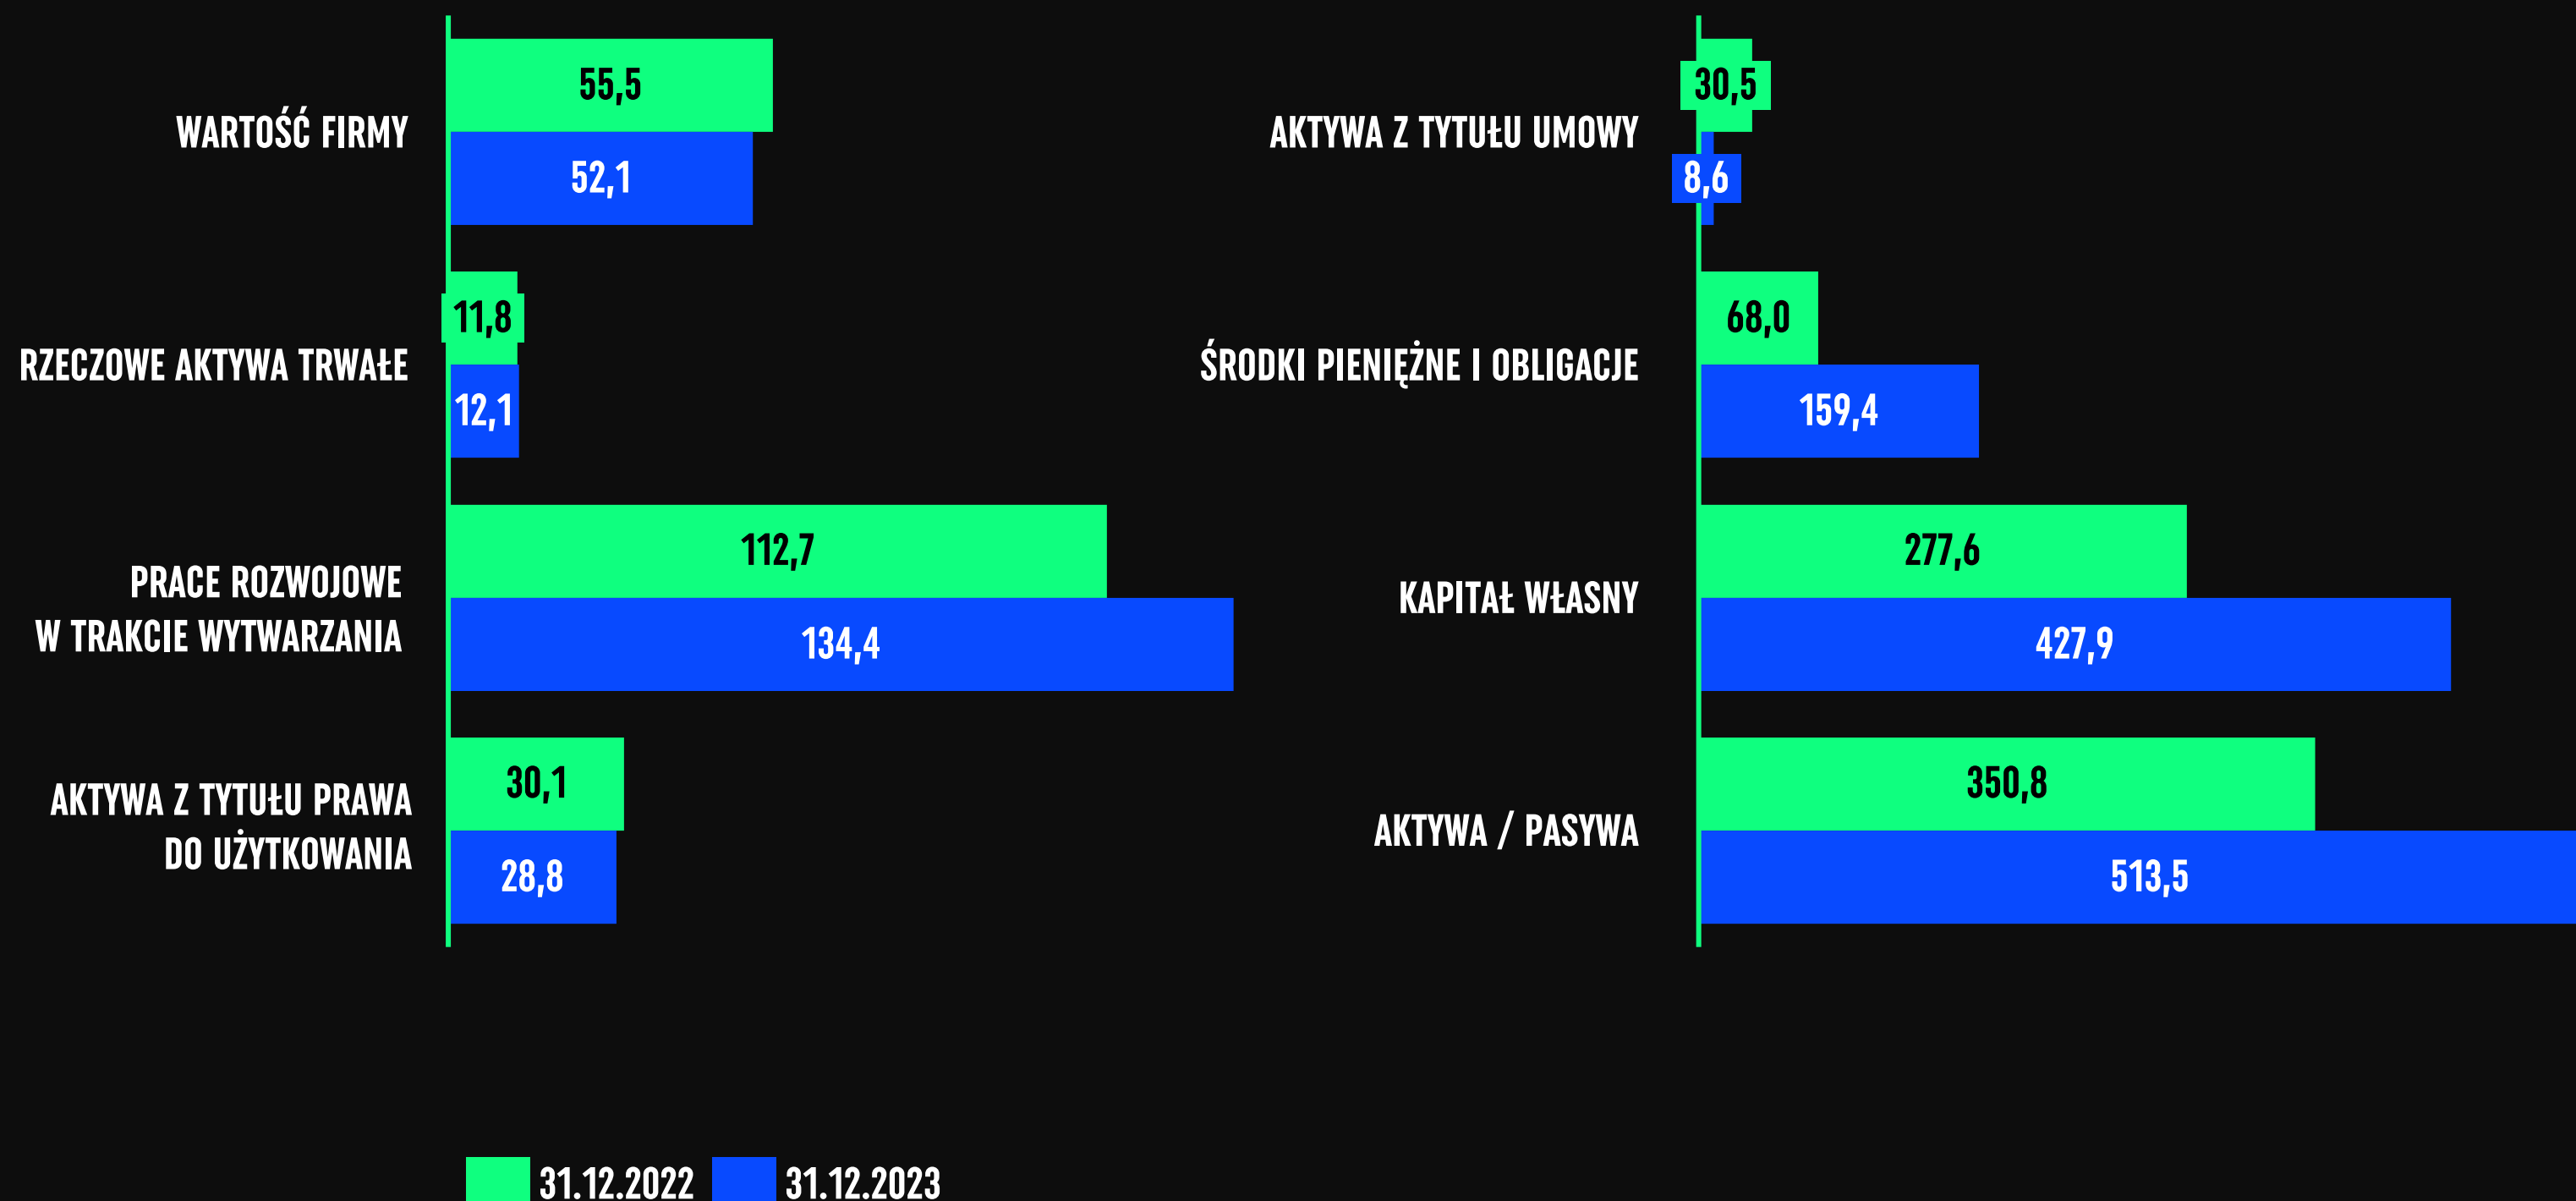 WARTOŚĆ FIRMY
55,5
52,1
RZECZOWE AKTYWA TRWAŁE
11,8
12,1
PRACE ROZWOJOWE
W TRAKCIE WYTWARZANIA
112,7
134,4
AKTYWA Z TYTUŁU PRAWA
DO UŻYTKOWANIA
30,1
28,8
AKTYWA Z TYTUŁU UMOWY
30,5
8,6
ŚRODKI PIENIĘŻNE I OBLIGACJE
68,0
159,4
KAPITAŁ WŁASNY
277,6
427,9
AKTYWA / PASYWA
350,8
513,5
31.12.2022 31.12.2023